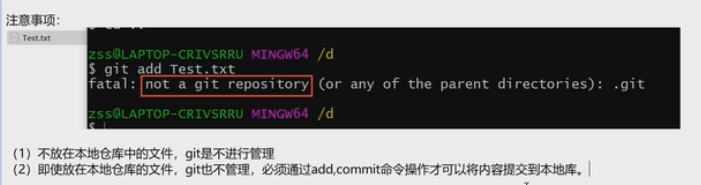 注意事项：
Test.txt
zss@LAPTOP-CRIVSRRU MINGW64 /d
$ git add Test.txt
fatal: not a git repository (or any of the parent directories): .git
zss@LAPTOP-CRIVSRRU MINGW64 /d
$
（1）不放在本地仓库中的文件，git是不进行管理
（2）即使放在本地仓库的文件，git也不管理，必须通过add,commit命令操作才可以将内容提交到本地库。